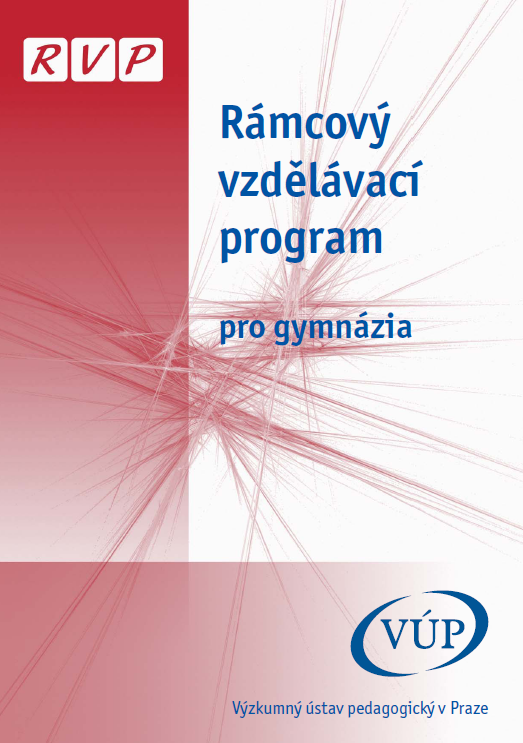 RVP
Rámcový
vzdělávací
program
pro gymnázia
VÚP
Výzkumný ústav pedagogický v Praze